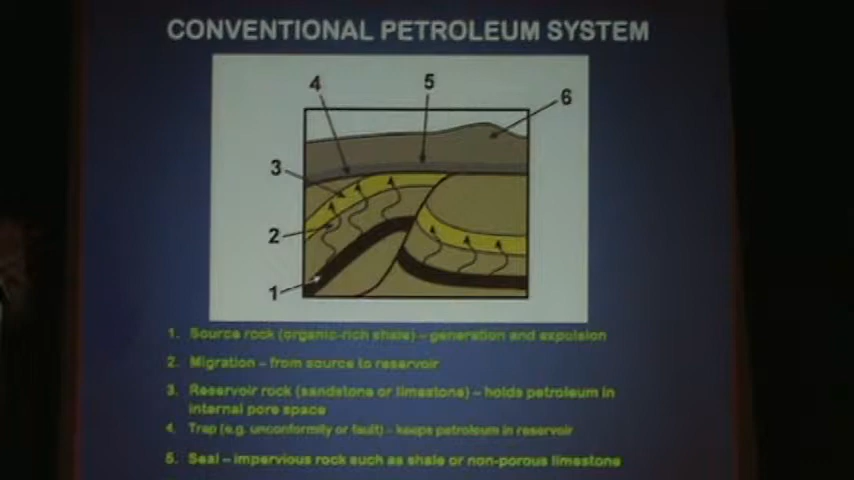 CONVENTIONAL PETROLEUM SYSTEM
4
5
6
3
2
1
1. Source rock (organic-rich shale) – generation and expulsion
2. Migration – from source to reservoir
3. Reservoir rock (sandstone or limestone) – holds petroleum in
internal pore space
4. Trap (e.g. unconformity or fault) – keeps petroleum in reservoir
5. Seal – impervious rock such as shale or non-porous limestone